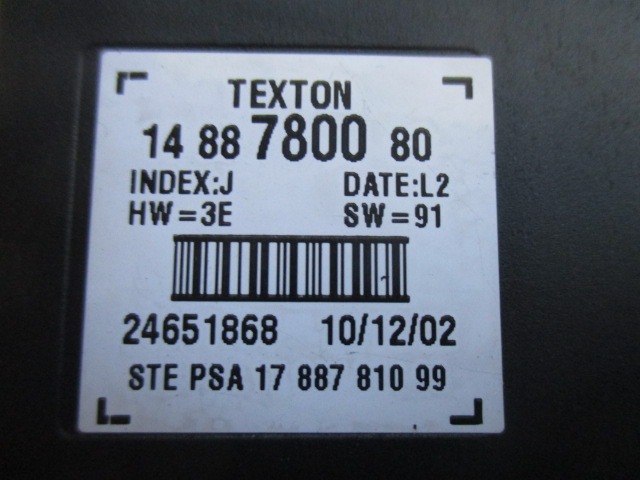 TEXTON
14 88 7800 80
INDEX:J DATE:L2
HW=3E SW=91
24651868 10/12/02
STE PSA 17 887 810 99